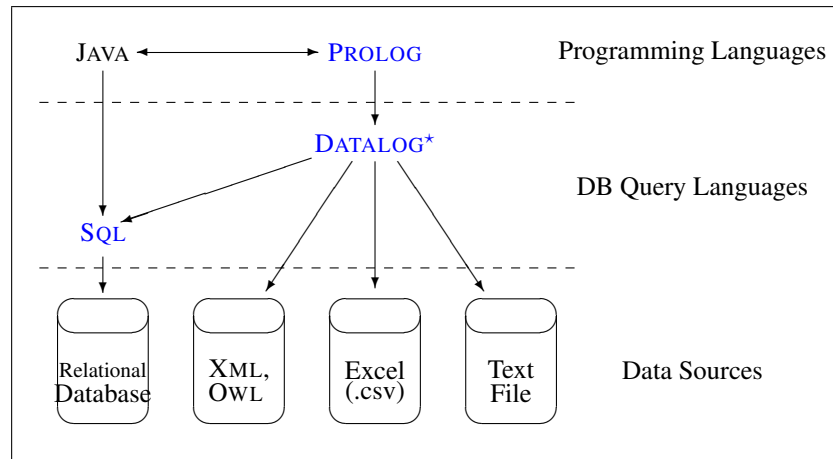 JAVA PROLOG Programming Languages
DATALOG⋆
DB Query Languages
SQL
Relational Database
XML, OWL
Excel (.csv)
Text File
Data Sources